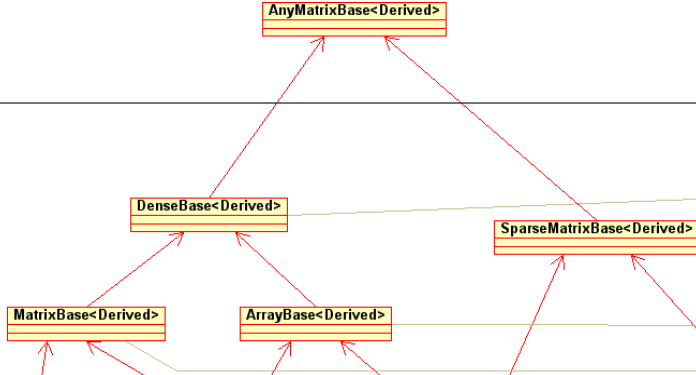 AnyMatrixBase<Derived>
DenseBase<Derived>
SparseMatrixBase<Derived>
MatrixBase<Derived>
ArrayBase<Derived>